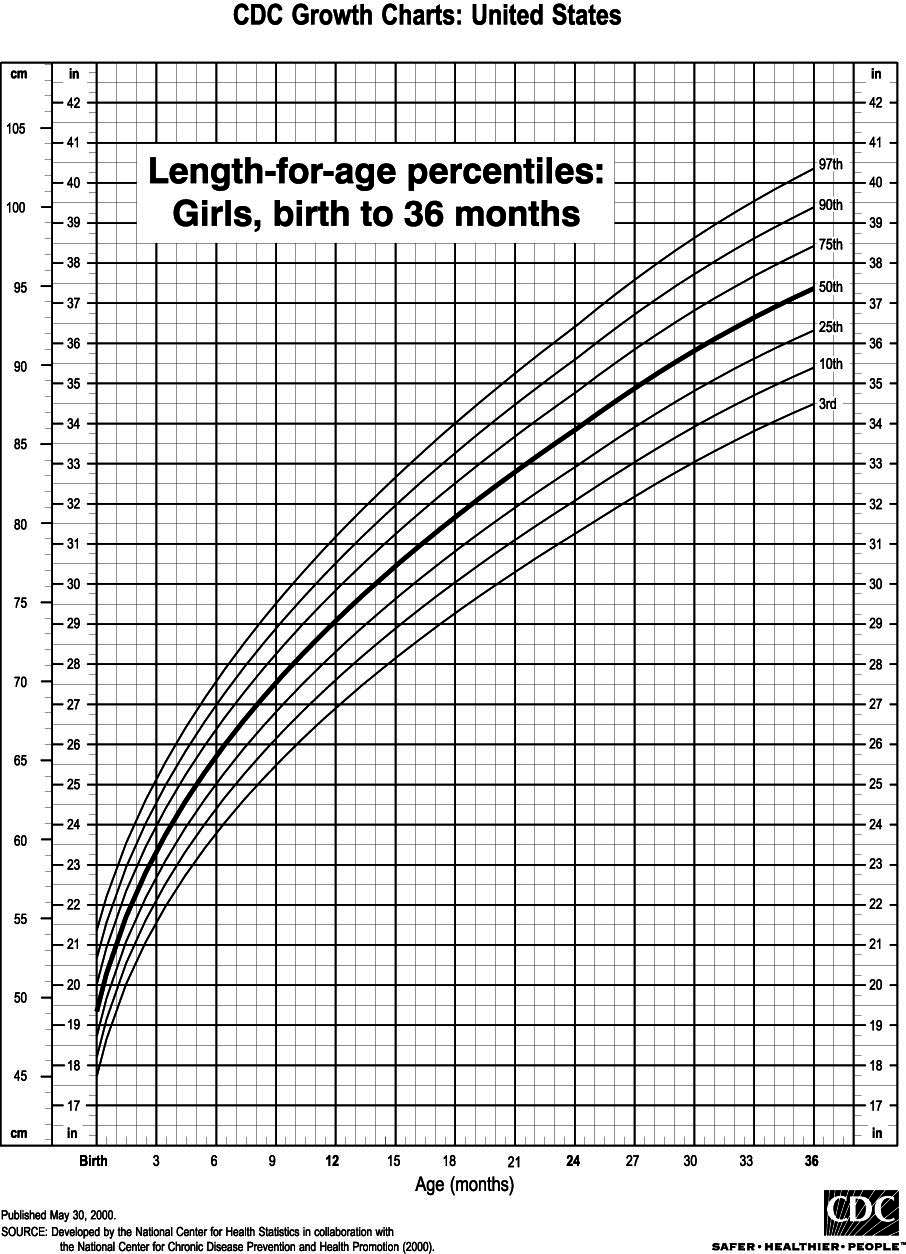 CDC Growth Charts: United States
cm in in
42 42
105
41 41
Length-for-age percentiles:
Girls, birth to 36 months
97th
40 40
90th
100
39 39
75th
38 38
95
50th
37 37
25th
36 36
90
10th
35 35
3rd
34 34
85
33 33
32 32
80
31 31
30 30
75
29 29
28 28
70
27 27
26 26
65
25 25
24 24
60
23 23
22 22
55
21 21
20 20
50
19 19
18 18
45
17 17
cm in in
Birth 3 6 9 12 15 18 21 24 27 30 33 36
Age (months)
Published May 30, 2000.
SOURCE: Developed by the National Center for Health Statistics in collaboration with
the National Center for Chronic Disease Prevention and Health Promotion (2000).
CDC
SAFER • HEALTHIER • PEOPLE™